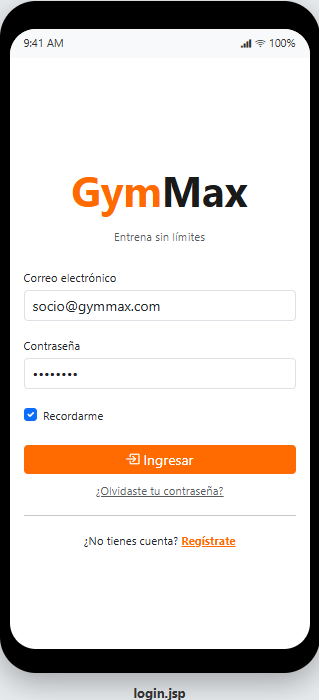 9:41 AM 100%
GymMax
Entrena sin límites
Correo electrónico
socio@gymmax.com
Contraseña
••••••••
Recordarme
Ingresar
¿Olvidaste tu contraseña?
¿No tienes cuenta? Regístrate
login.jsp